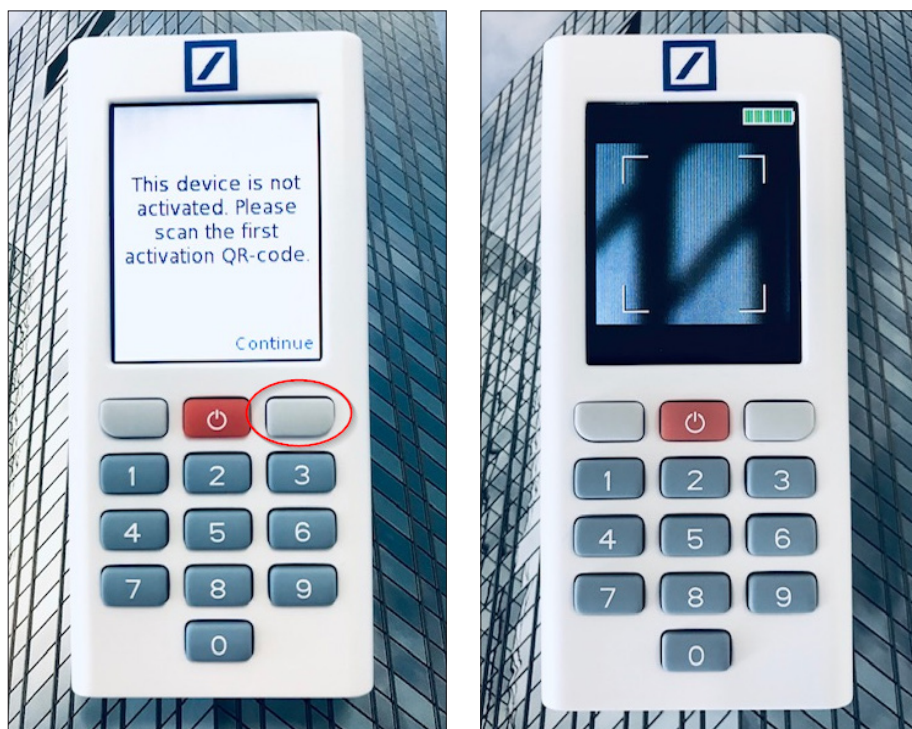 This device is not
activated. Please
scan the first
activation QR-code.
Continue
1 2 3
4 5 6
7 8 9
0
1 2 3
4 5 6
7 8 9
0